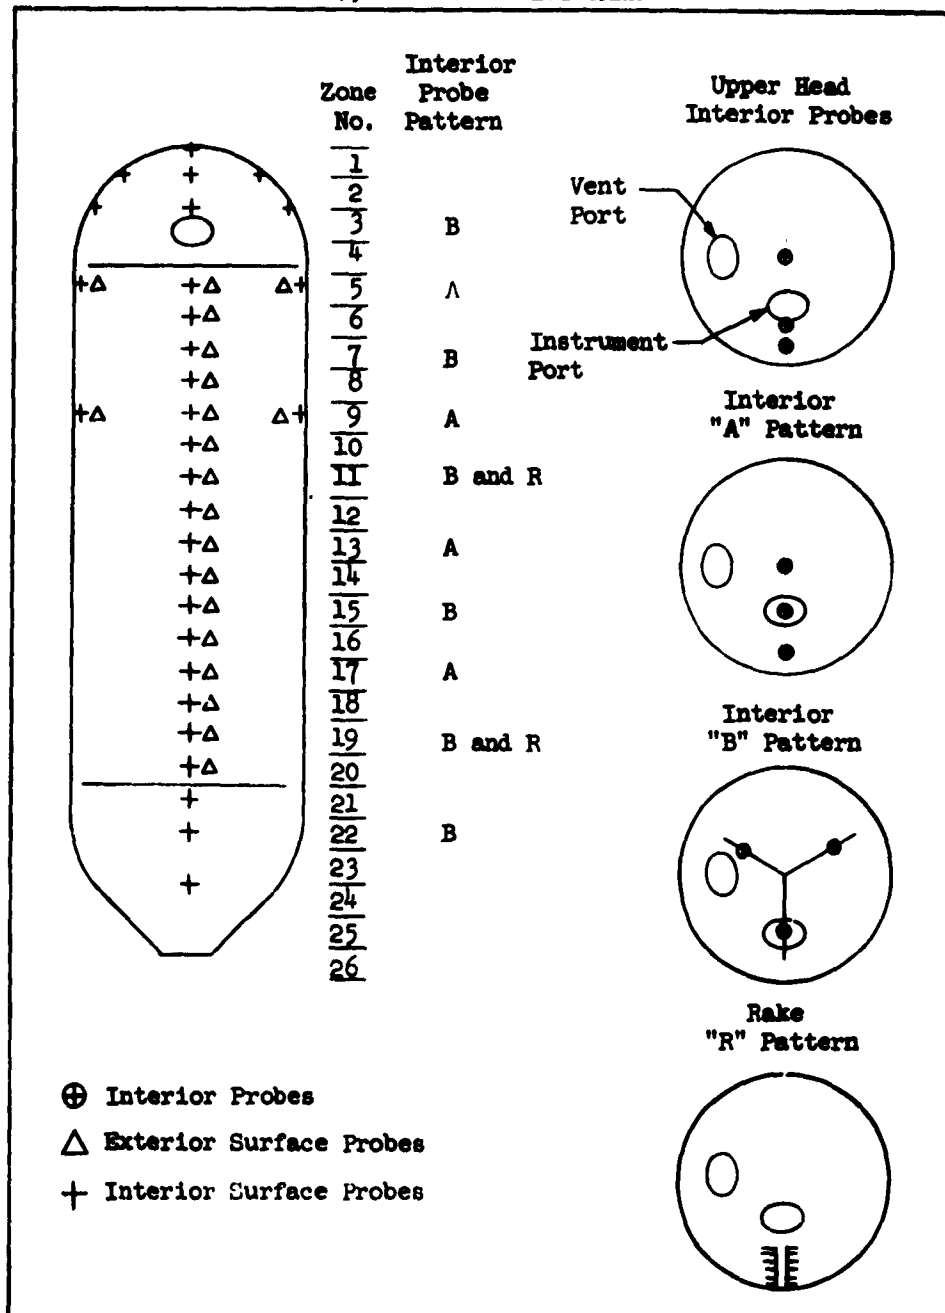 Interior
Zone Probe
No. Pattern
1
2
3 B
4
5 A
6
7 B
8
9 A
10
11 B and R
12
13 A
14
15 B
16
17 A
18
19 B and R
20
21
22 B
23
24
25
26
Upper Head
Interior Probes
Vent
Port
Instrument
Port
Interior
"A" Pattern
Interior
"B" Pattern
Rake
"R" Pattern
Interior Probes
Exterior Surface Probes
Interior Surface Probes